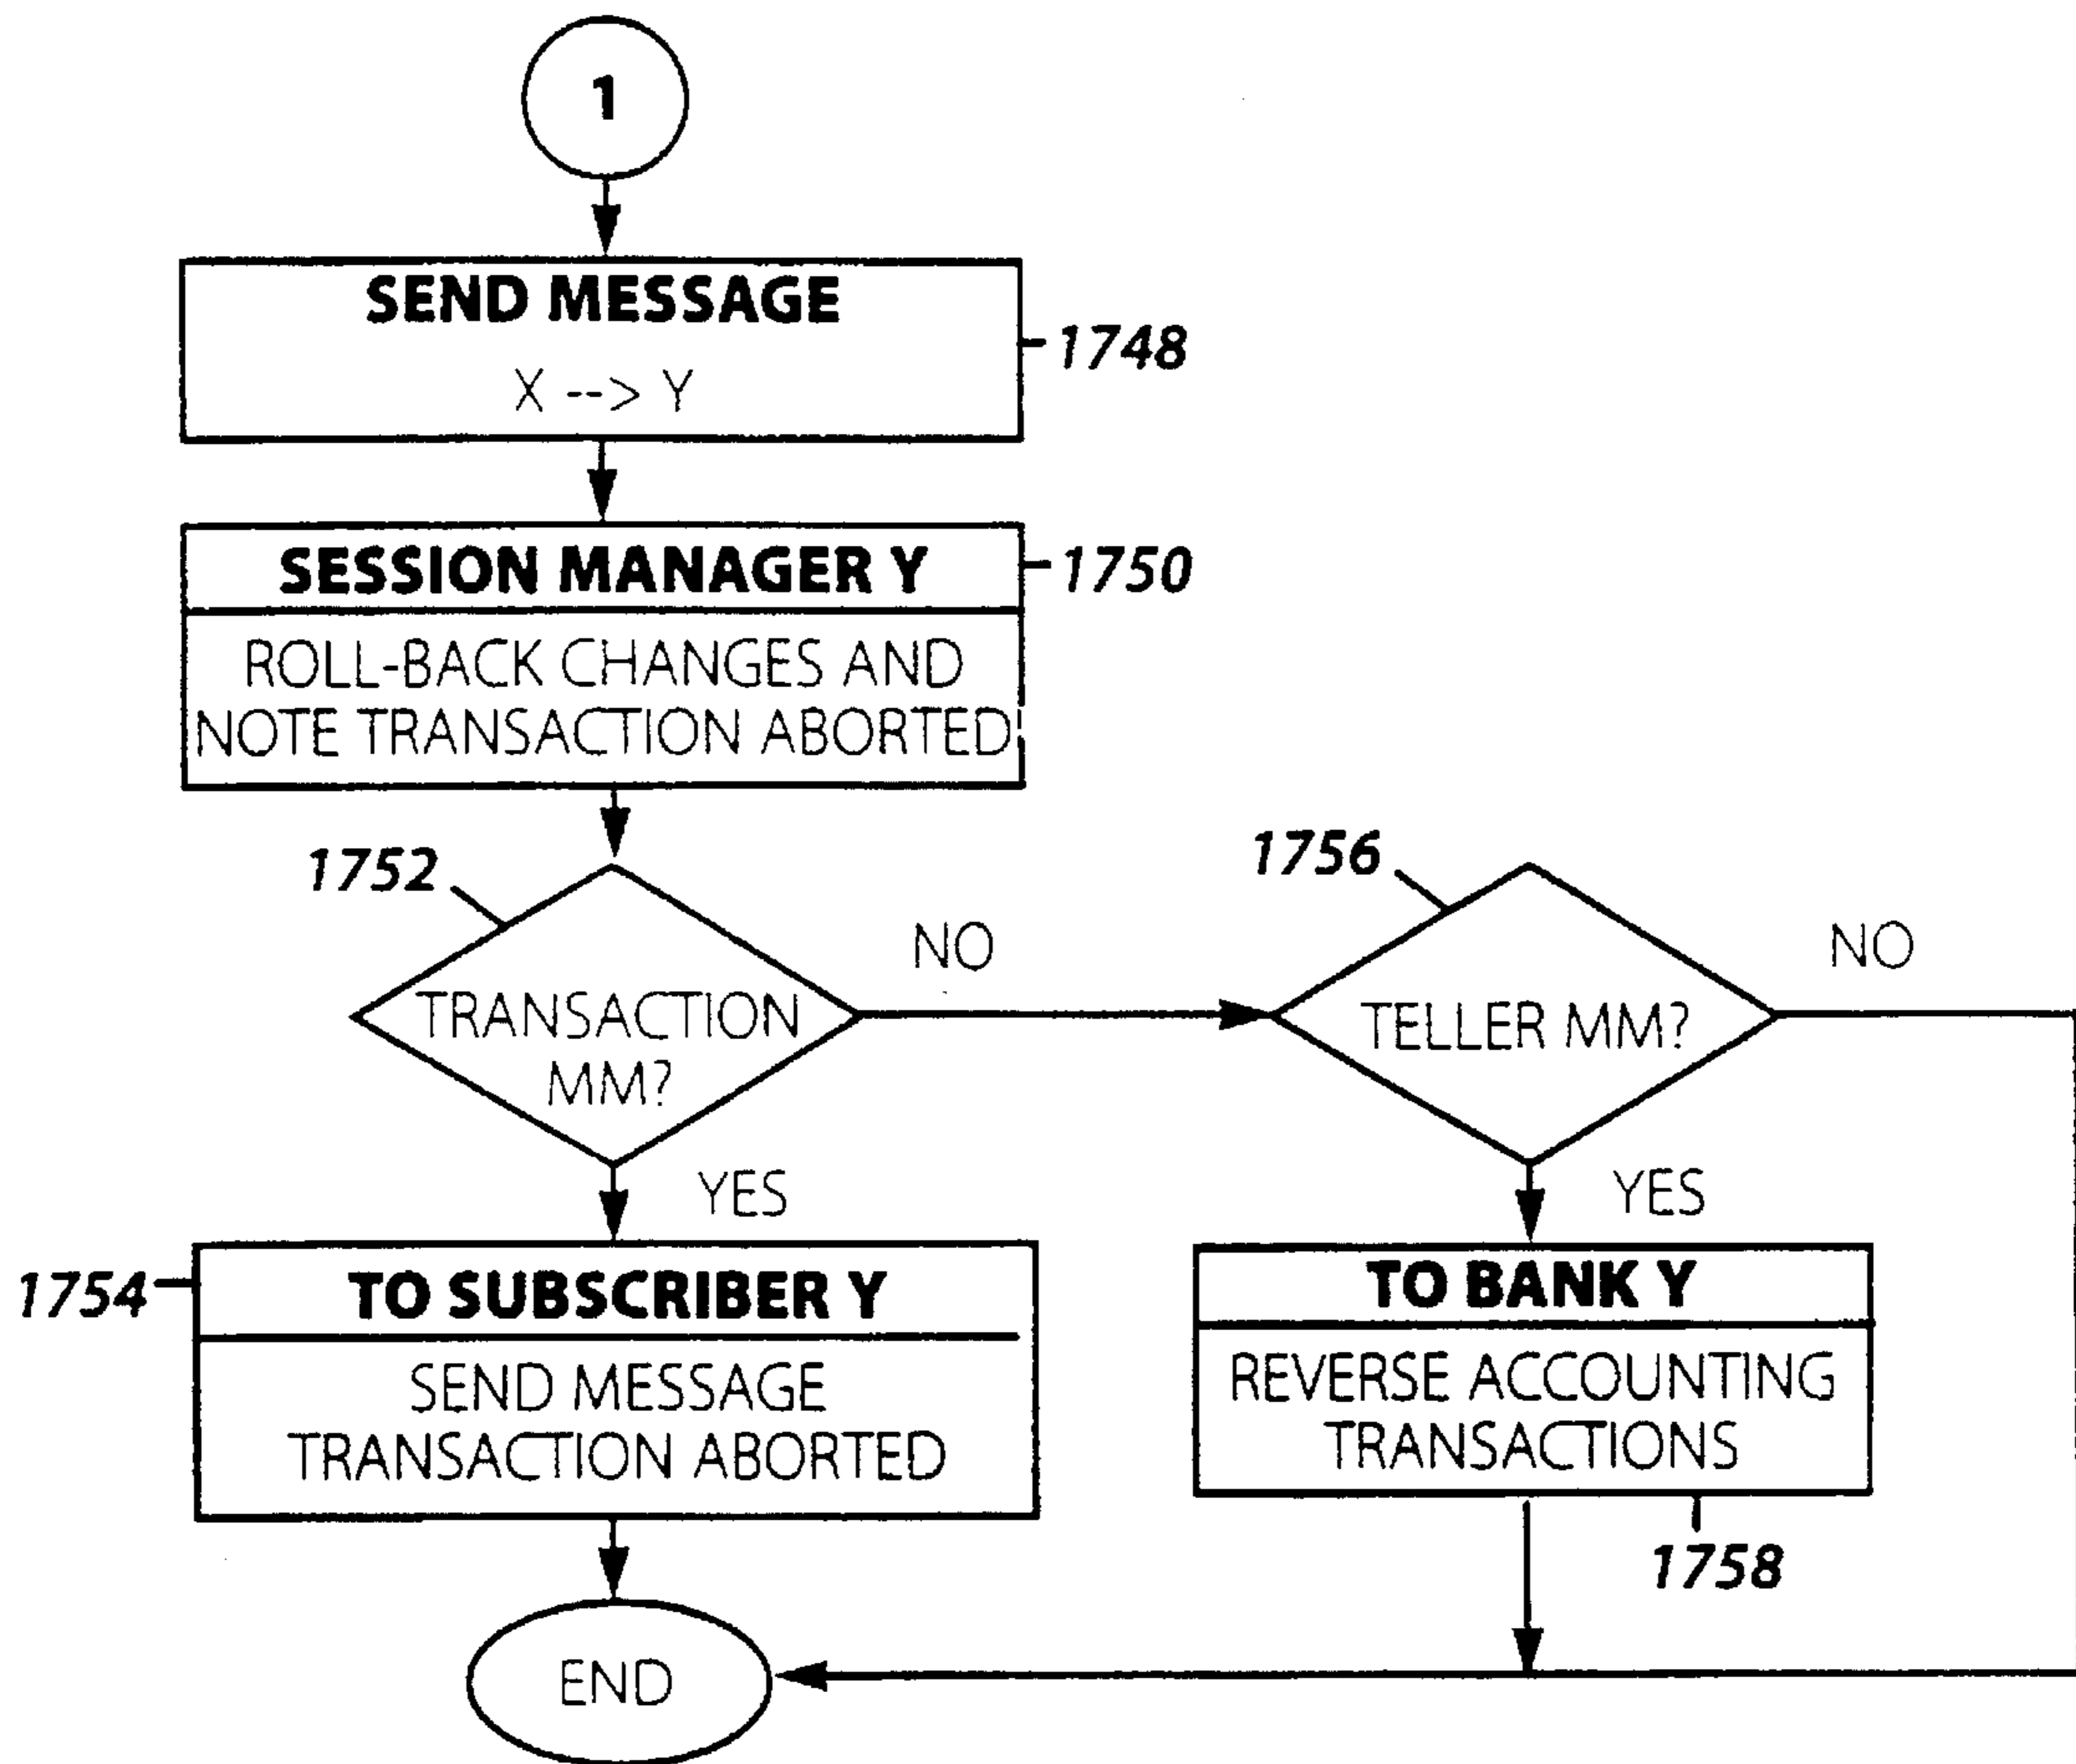 1
SEND MESSAGE
X --> Y
1748
SESSION MANAGER Y
1750
ROLL-BACK CHANGES AND
NOTE TRANSACTION ABORTED
1752
TRANSACTION
MM?
NO
1756
TELLER MM?
NO
YES
YES
1754
TO SUBSCRIBER Y
SEND MESSAGE
TRANSACTION ABORTED
TO BANK Y
REVERSE ACCOUNTING
TRANSACTIONS
1758
END